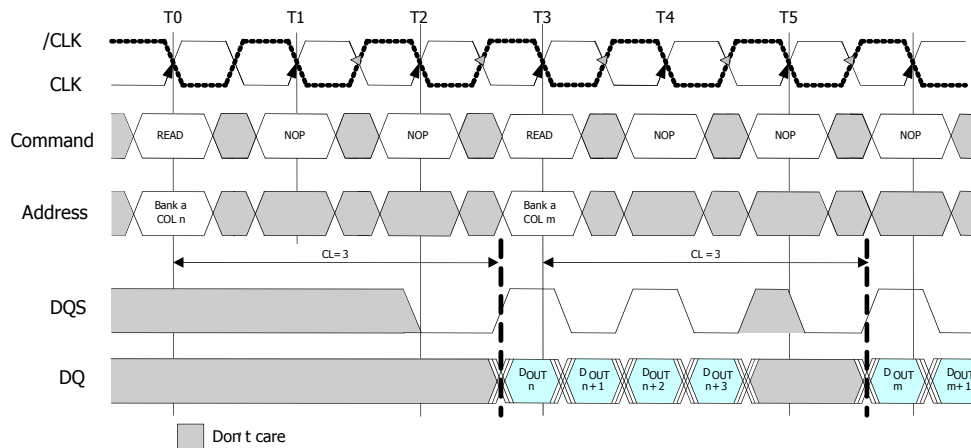 T0 T1 T2 T3 T4 T5
/CLK
CLK
Command READ NOP NOP READ NOP NOP NOP
Address Bank a COL n Bank a COL m
CL= 3 CL = 3
DQS
DQ DOUT n DOUT n + 1 DOUT n + 2 DOUT n + 3 DOUT m DOUT m + 1
Don't care